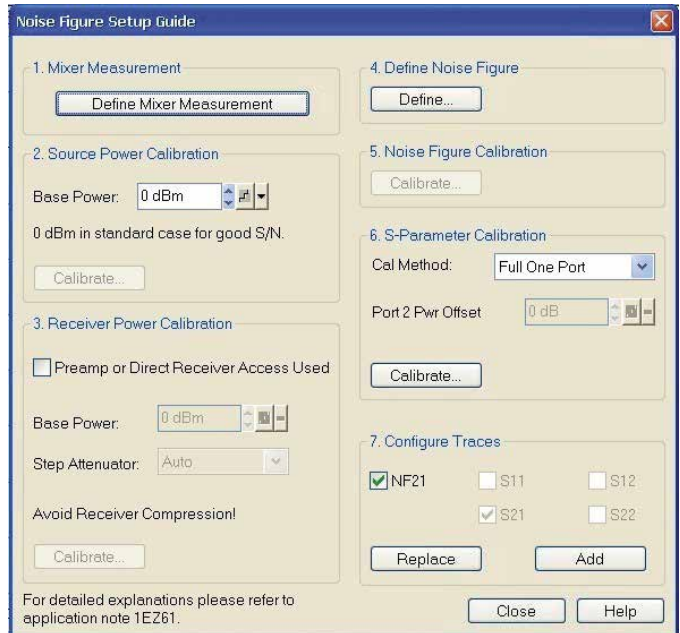 Noise Figure Setup Guide
1. Mixer Measurement
Define Mixer Measurement
2. Source Power Calibration
Base Power: 0 dBm
0 dBm in standard case for good S/N.
Calibrate...
3. Receiver Power Calibration
Preamp or Direct Receiver Access Used
Base Power: 0 dBm
Step Attenuator: Auto
Avoid Receiver Compression!
Calibrate...
For detailed explanations please refer to
application note 1EZ61.
4. Define Noise Figure
Define...
5. Noise Figure Calibration
Calibrate...
6. S-Parameter Calibration
Cal Method: Full One Port
Port 2 Pwr Offset 0 dB
Calibrate...
7. Configure Traces
NF21 S11 S12
S21 S22
Replace Add
Close Help